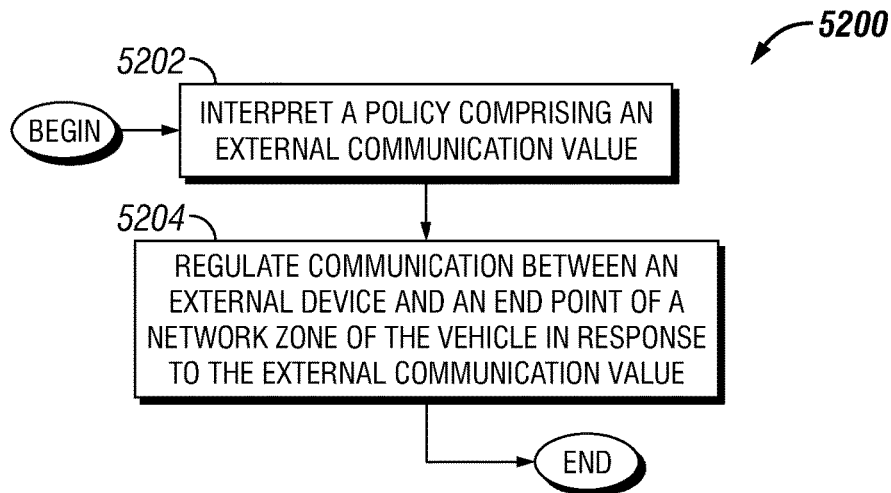 5200
5202
BEGIN
INTERPRET A POLICY COMPRISING AN
EXTERNAL COMMUNICATION VALUE
5204
REGULATE COMMUNICATION BETWEEN AN
EXTERNAL DEVICE AND AN END POINT OF A
NETWORK ZONE OF THE VEHICLE IN RESPONSE
TO THE EXTERNAL COMMUNICATION VALUE
END